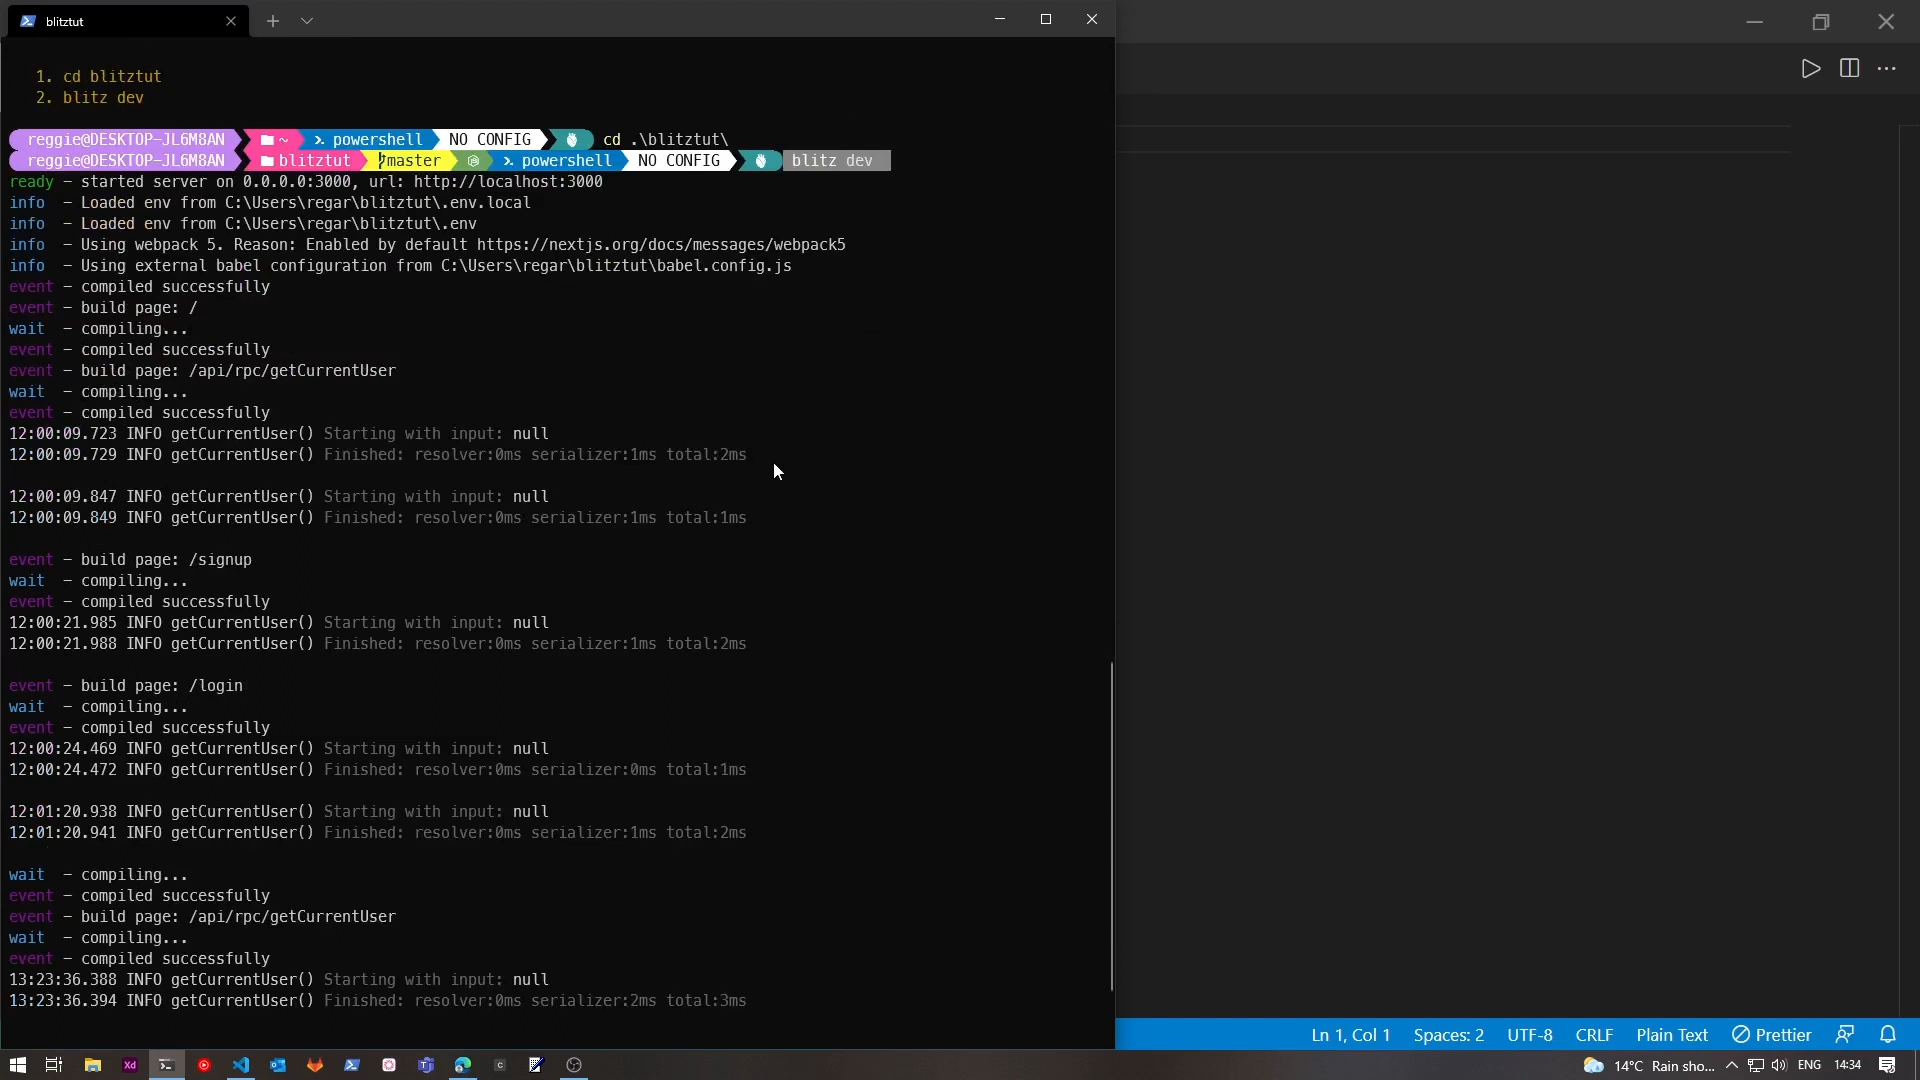 blitztut
1. cd blitztut
2. blitz dev
reggie@DESKTOP-JL6M8AN ~ powershell NO CONFIG cd .\blitztut\
reggie@DESKTOP-JL6M8AN blitztut master powershell NO CONFIG blitz dev
ready - started server on 0.0.0.0:3000, url: http://localhost:3000
info - Loaded env from C:\Users\regar\blitztut\.env.local
info - Loaded env from C:\Users\regar\blitztut\.env
info - Using webpack 5. Reason: Enabled by default https://nextjs.org/docs/messages/webpack5
info - Using external babel configuration from C:\Users\regar\blitztut\babel.config.js
event - compiled successfully
event - build page: /
wait - compiling...
event - compiled successfully
event - build page: /api/rpc/getCurrentUser
wait - compiling...
event - compiled successfully
12:00:09.723 INFO getCurrentUser() Starting with input: null
12:00:09.729 INFO getCurrentUser() Finished: resolver:0ms serializer:1ms total:2ms
12:00:09.847 INFO getCurrentUser() Starting with input: null
12:00:09.849 INFO getCurrentUser() Finished: resolver:0ms serializer:1ms total:1ms
event - build page: /signup
wait - compiling...
event - compiled successfully
12:00:21.985 INFO getCurrentUser() Starting with input: null
12:00:21.988 INFO getCurrentUser() Finished: resolver:0ms serializer:1ms total:2ms
event - build page: /login
wait - compiling...
event - compiled successfully
12:00:24.469 INFO getCurrentUser() Starting with input: null
12:00:24.472 INFO getCurrentUser() Finished: resolver:0ms serializer:0ms total:1ms
12:01:20.938 INFO getCurrentUser() Starting with input: null
12:01:20.941 INFO getCurrentUser() Finished: resolver:0ms serializer:1ms total:2ms
wait - compiling...
event - compiled successfully
event - build page: /api/rpc/getCurrentUser
wait - compiling...
event - compiled successfully
13:23:36.388 INFO getCurrentUser() Starting with input: null
13:23:36.394 INFO getCurrentUser() Finished: resolver:0ms serializer:2ms total:3ms
Ln 1, Col 1 Spaces: 2 UTF-8 CRLF Plain Text Prettier
Xd
14°C Rain sho... ENG 14:34